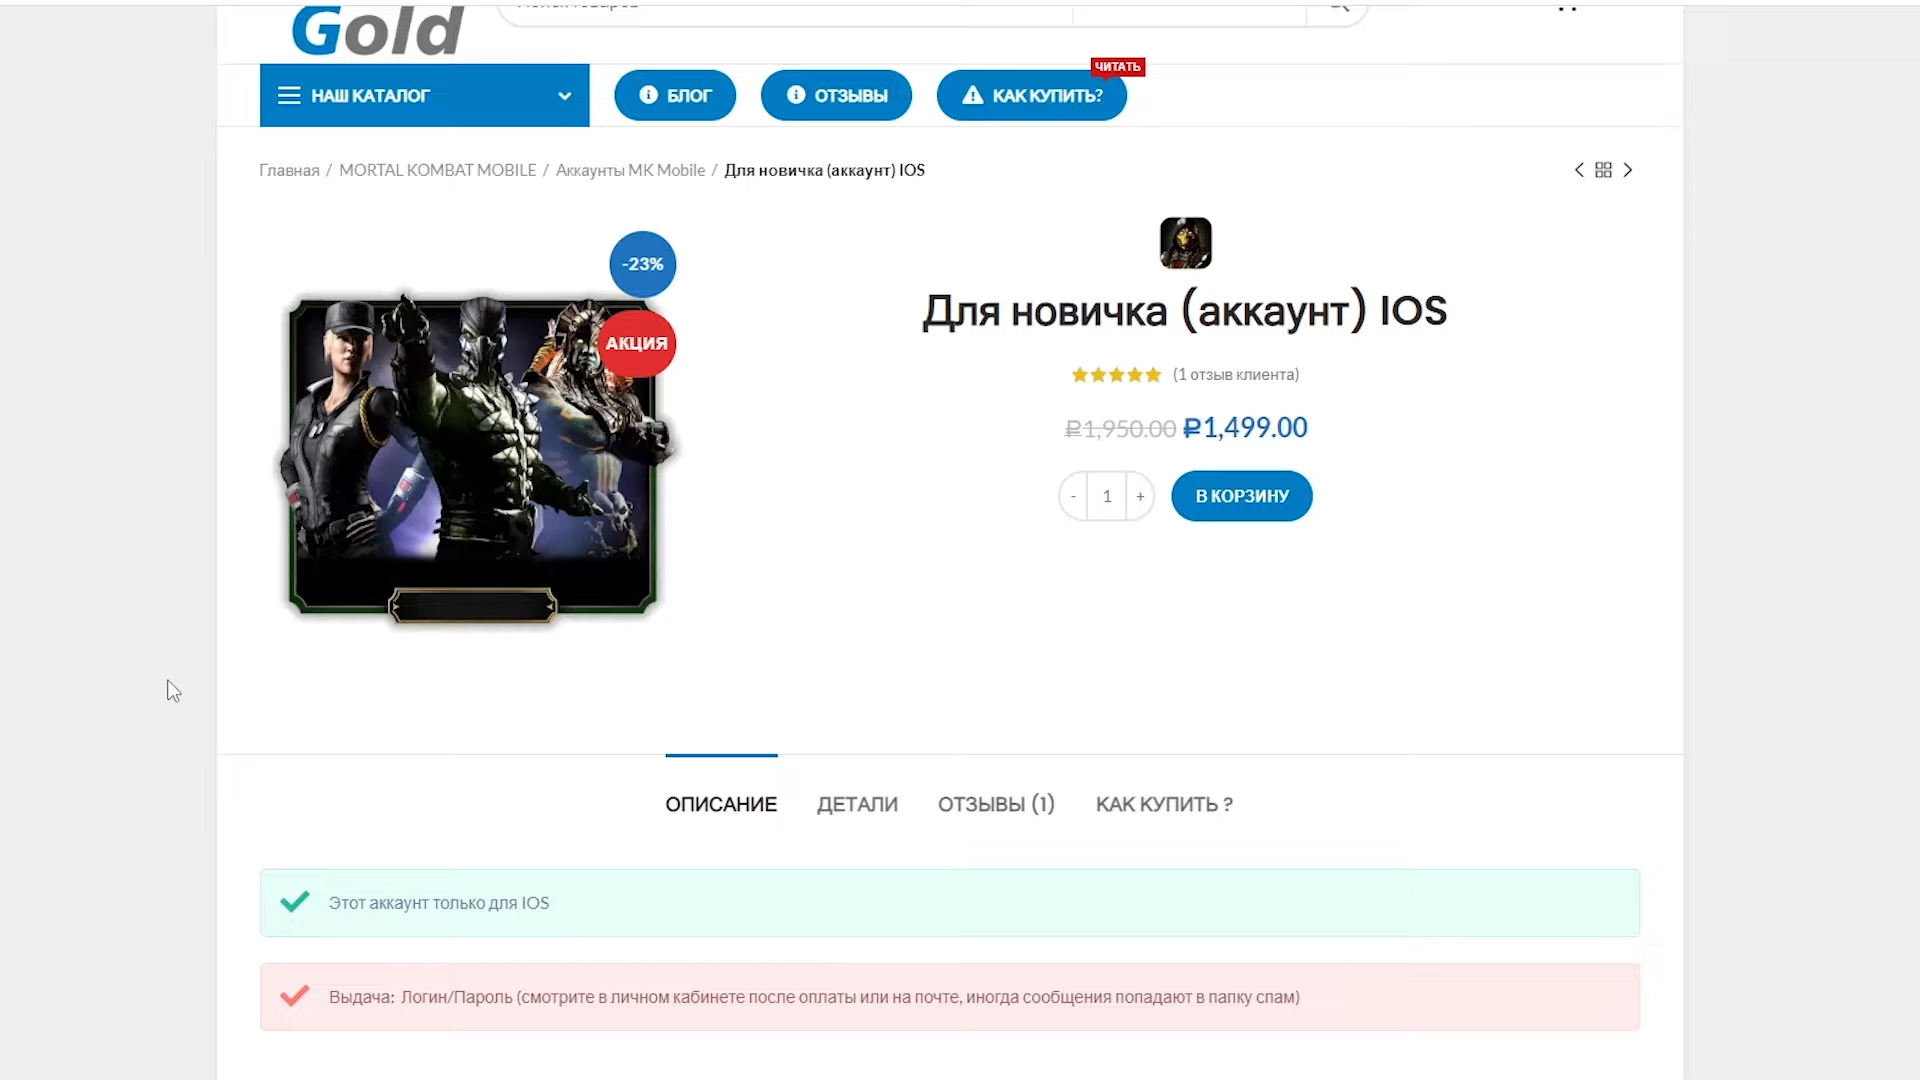 Gold
НАШ КАТАЛОГ
БЛОГ
ОТЗЫВЫ
КАК КУПИТЬ?
ЧИТАТЬ
Главная / MORTAL KOMBAT MOBILE / Аккаунты MK Mobile / Для новичка (аккаунт) IOS
-23%
АКЦИЯ
Для новичка (аккаунт) IOS
(1 отзыв клиента)
₽1,950.00 ₽1,499.00
- 1 +
В КОРЗИНУ
ОПИСАНИЕ
ДЕТАЛИ
ОТЗЫВЫ (1)
КАК КУПИТЬ ?
Этот аккаунт только для IOS
Выдача: Логин/Пароль (смотрите в личном кабинете после оплаты или на почте, иногда сообщения попадают в папку спам)